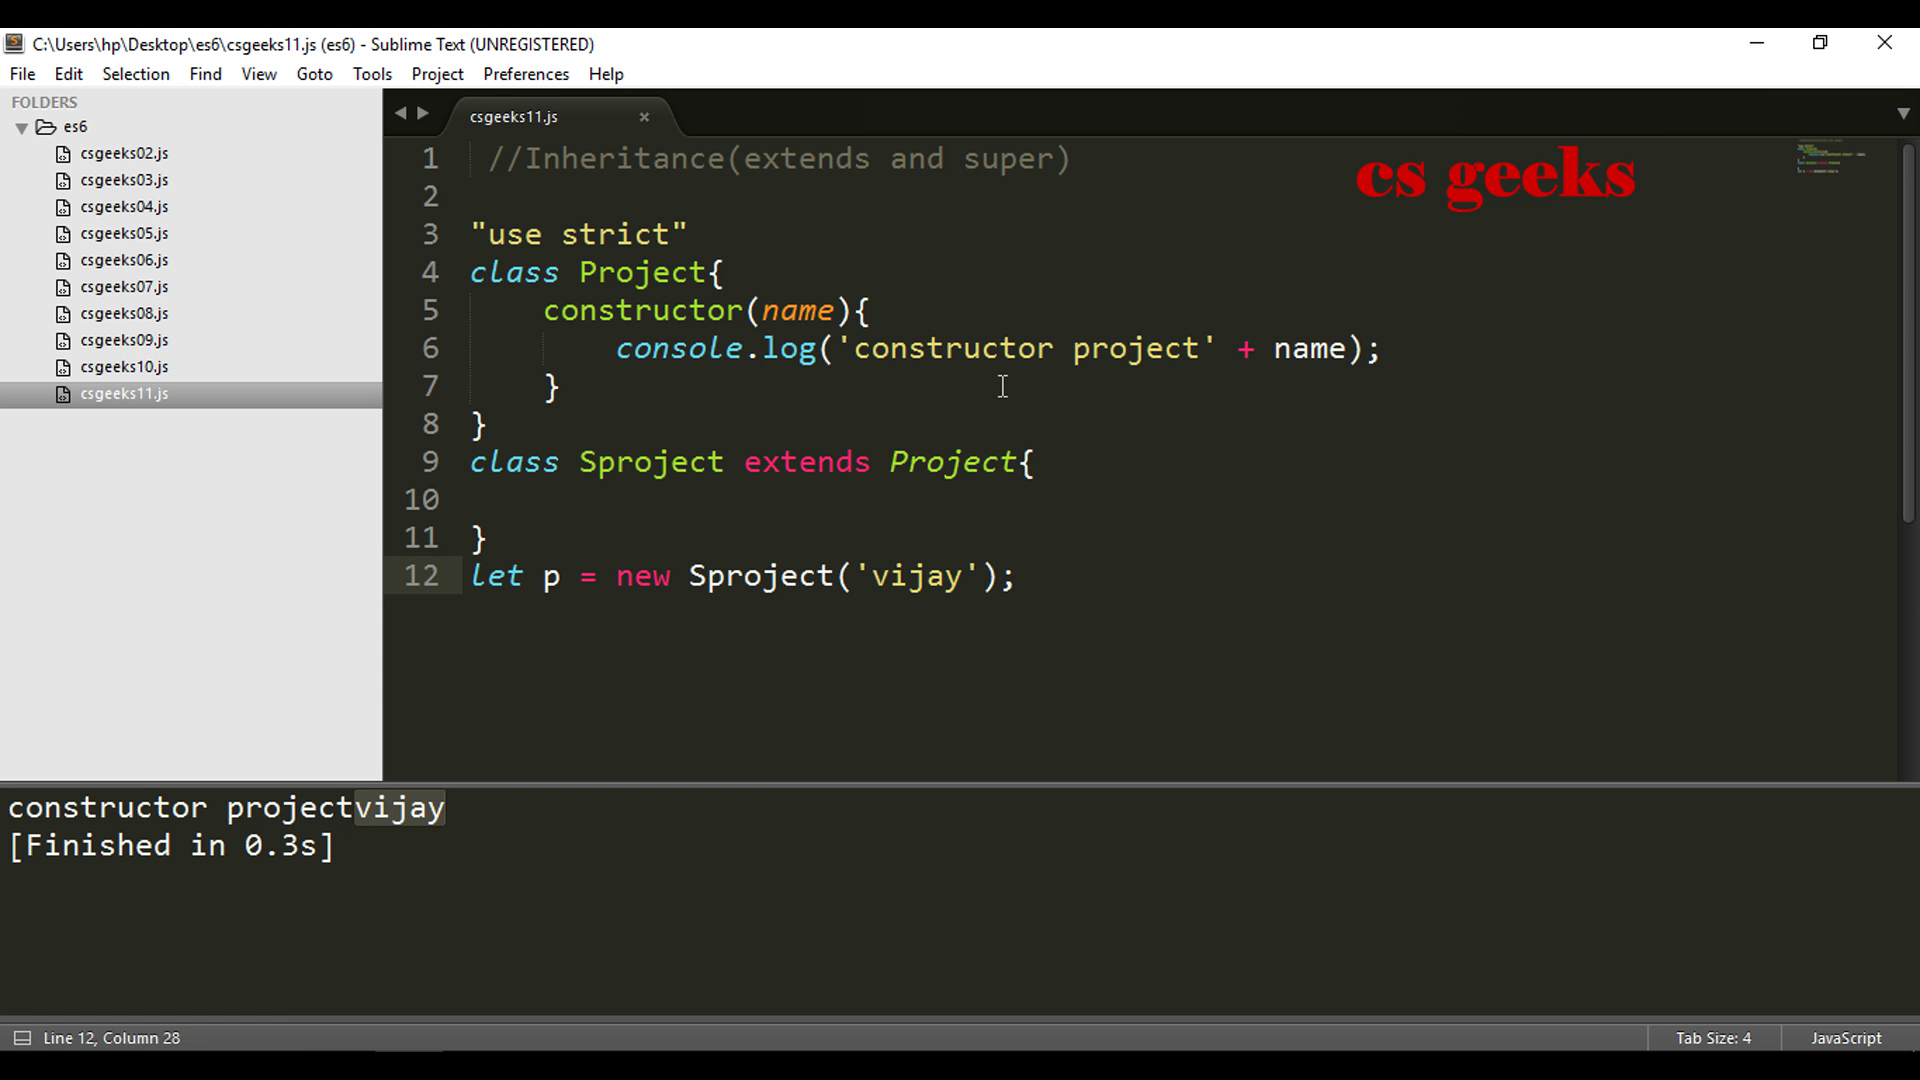 C:\Users\hp\Desktop\es6\csgeeks11.js (es6) - Sublime Text (UNREGISTERED)
File Edit Selection Find View Goto Tools Project Preferences Help
FOLDERS
es6
csgeeks02.js
csgeeks03.js
csgeeks04.js
csgeeks05.js
csgeeks06.js
csgeeks07.js
csgeeks08.js
csgeeks09.js
csgeeks10.js
csgeeks11.js
csgeeks11.js
cs geeks
1 //Inheritance(extends and super)
2
3 "use strict"
4 class Project{
5 constructor(name){
6 console.log('constructor project' + name);
7 }
8 }
9 class Sproject extends Project{
10
11 }
12 let p = new Sproject('vijay');
constructor projectvijay
[Finished in 0.3s]
Line 12, Column 28
Tab Size: 4
JavaScript